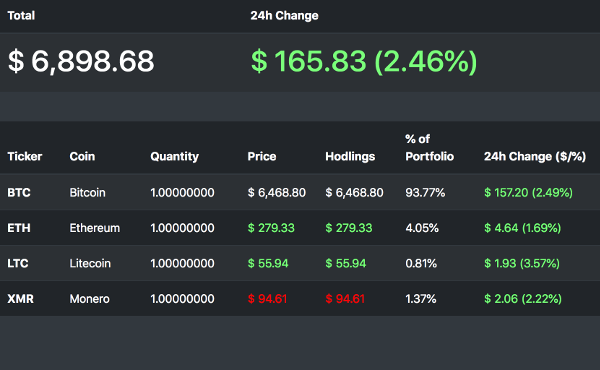 Total 24h Change
$ 6,898.68 $ 165.83 (2.46%)
% of
Ticker Coin Quantity Price Hodlings Portfolio 24h Change ($/%)
BTC Bitcoin 1.00000000 $ 6,468.80 $ 6,468.80 93.77% $ 157.20 (2.49%)
ETH Ethereum 1.00000000 $ 279.33 $ 279.33 4.05% $ 4.64 (1.69%)
LTC Litecoin 1.00000000 $ 55.94 $ 55.94 0.81% $ 1.93 (3.57%)
XMR Monero 1.00000000 $ 94.61 $ 94.61 1.37% $ 2.06 (2.22%)